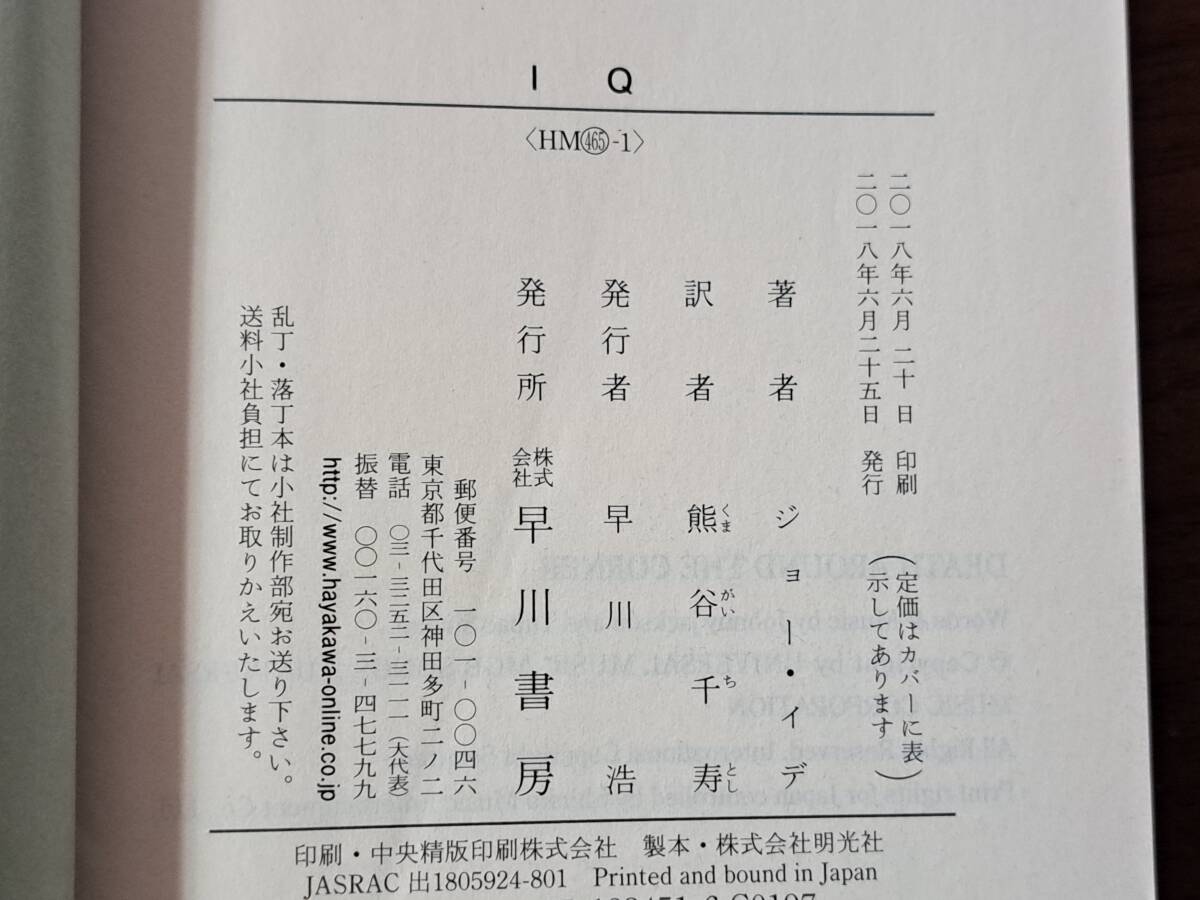 I Q
〈HM㊻-1〉
二〇一八年六月 二十 日 印刷
二〇一八年六月二十五日 発行
（定価はカバーに表
示してあります）
著者 ジョー・イデ
訳者 熊谷千寿
くまがいちとし
発行者 早川 浩
発行所 株式会社 早川書房
郵便番号 一〇一-〇〇四六
東京都千代田区神田多町二ノ二
電話 〇三-三二五二-三一一一（大代表）
振替 〇〇一六〇-三-四七七九九
http://www.hayakawa-online.co.jp
乱丁・落丁本は小社制作部宛お送り下さい。
送料小社負担にてお取りかえいたします。
印刷・中央精版印刷株式会社 製本・株式会社明光社
JASRAC 出1805924-801 Printed and bound in Japan